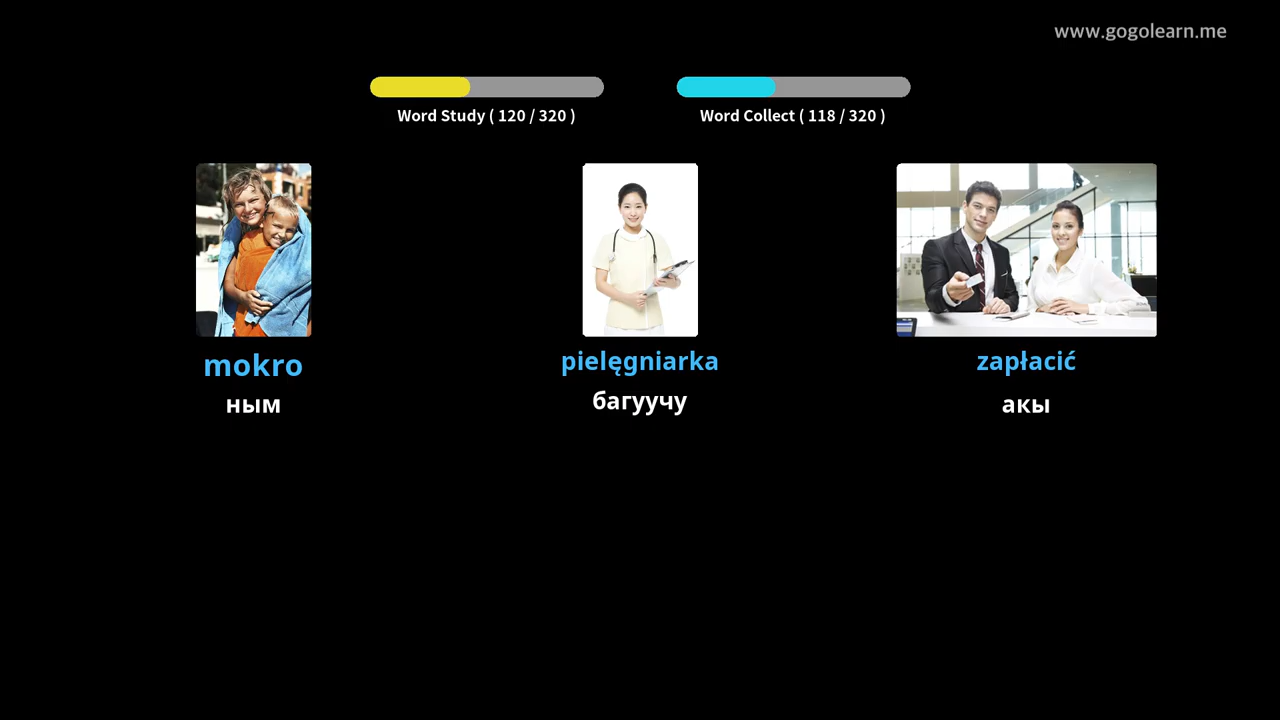 www.gogolearn.me
Word Study ( 120 / 320 )
Word Collect ( 118 / 320 )
mokro
pielęgniarka
zapłacić
ным
багуучу
акы